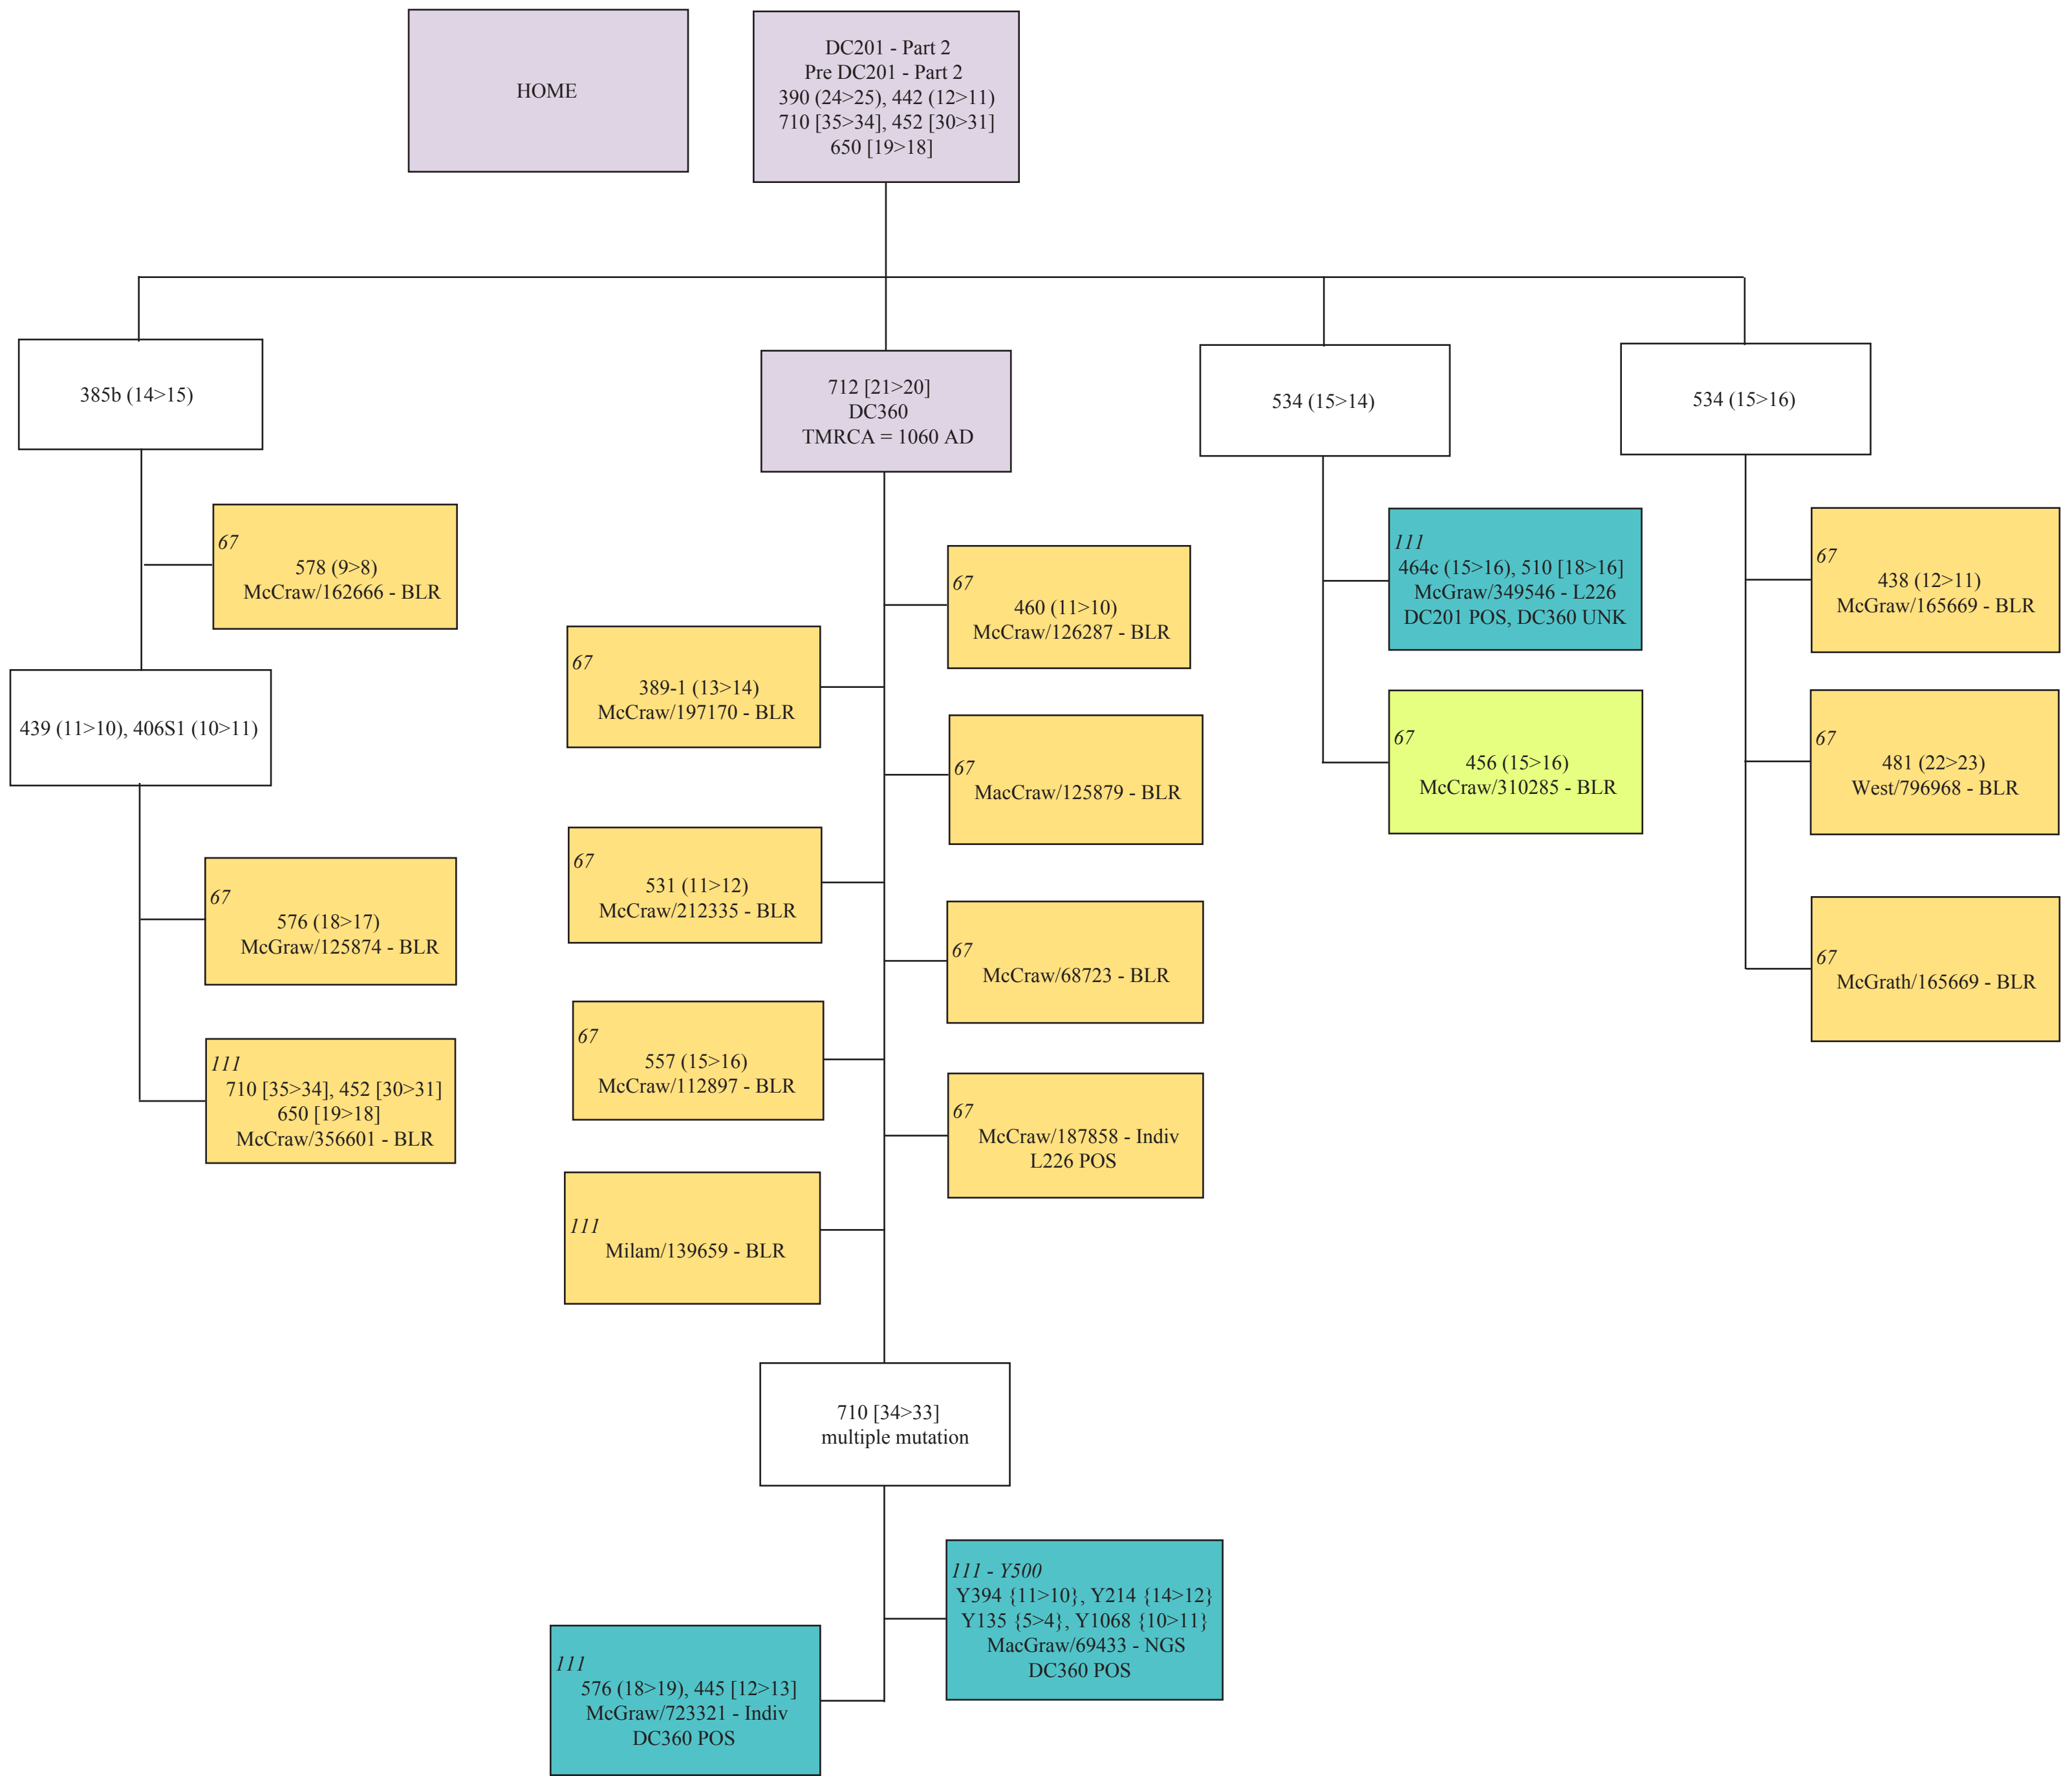 HOME
DC201 - Part 2
Pre DC201 - Part 2
390 (24>25), 442 (12>11)
710 [35>34], 452 [30>31]
650 [19>18]
385b (14>15)
712 [21>20]
DC360
TMRCA = 1060 AD
534 (15>14)
534 (15>16)
67
578 (9>8)
McCraw/162666 - BLR
439 (11>10), 406S1 (10>11)
67
576 (18>17)
McGraw/125874 - BLR
111
710 [35>34], 452 [30>31]
650 [19>18]
McCraw/356601 - BLR
67
460 (11>10)
McCraw/126287 - BLR
67
389-1 (13>14)
McCraw/197170 - BLR
67
MacCraw/125879 - BLR
67
531 (11>12)
McCraw/212335 - BLR
67
McCraw/68723 - BLR
67
557 (15>16)
McCraw/112897 - BLR
67
McCraw/187858 - Indiv
L226 POS
111
Milam/139659 - BLR
710 [34>33]
multiple mutation
111 - Y500
Y394 {11>10}, Y214 {14>12}
Y135 {5>4}, Y1068 {10>11}
MacGraw/69433 - NGS
DC360 POS
111
576 (18>19), 445 [12>13]
McGraw/723321 - Indiv
DC360 POS
111
464c (15>16), 510 [18>16]
McGraw/349546 - L226
DC201 POS, DC360 UNK
67
456 (15>16)
McCraw/310285 - BLR
67
438 (12>11)
McGraw/165669 - BLR
67
481 (22>23)
West/796968 - BLR
67
McGrath/165669 - BLR